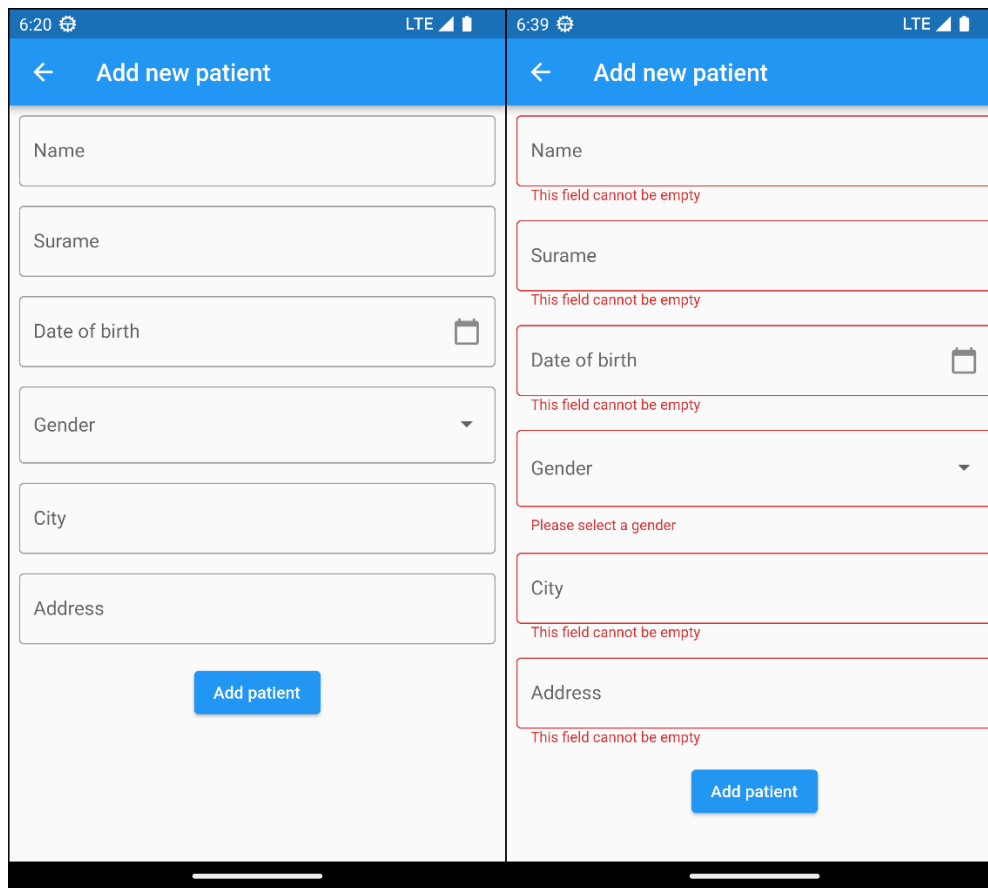 6:20 LTE
Add new patient
Name
Surame
Date of birth
Gender
City
Address
Add patient
6:39 LTE
Add new patient
Name
This field cannot be empty
Surame
This field cannot be empty
Date of birth
This field cannot be empty
Gender
Please select a gender
City
This field cannot be empty
Address
This field cannot be empty
Add patient